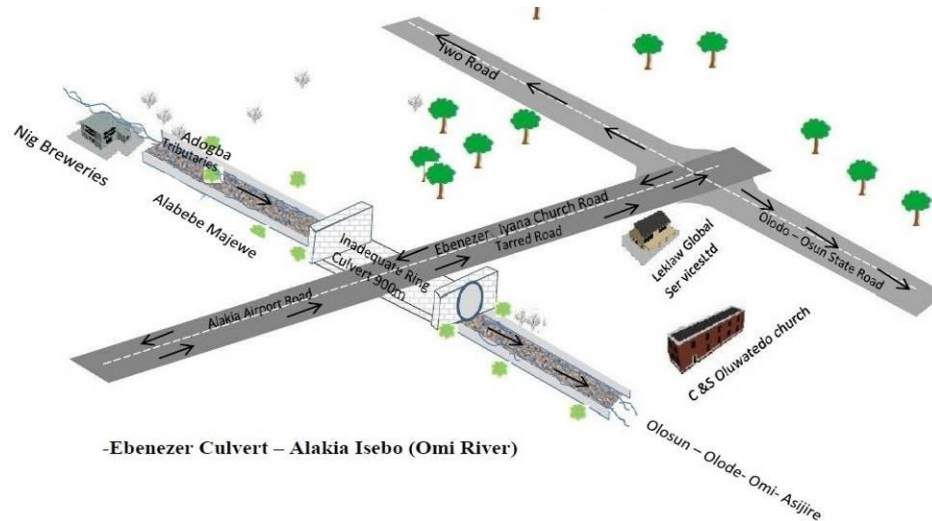 Two Road
Nig Breweries
Adogba
Tributaries
Alabebe Majewe
Inadequate Ring
Culvert 900m
Ebenezer, Iyana Church Road
Tarred Road
Alakia Airport Road
Leklaw Global
Ser vicesLtd
Olodo – Osun State Road
C &S Oluwatedo church
-Ebenezer Culvert – Alakia Isebo (Omi River)
Olosun – Olode- Omi- Asijire